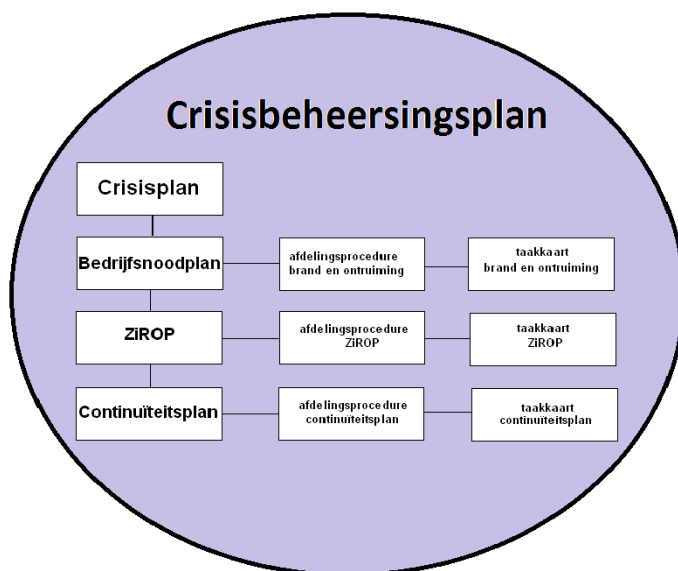 Crisisbeheersingsplan
Crisisplan
Bedrijfsnoodplan
afdelingsprocedure
brand en ontruiming
taakkaart
brand en ontruiming
ZiROP
afdelingsprocedure
ZiROP
taakkaart
ZiROP
Continuïteitsplan
afdelingsprocedure
continuïteitsplan
taakkaart
continuïteitsplan